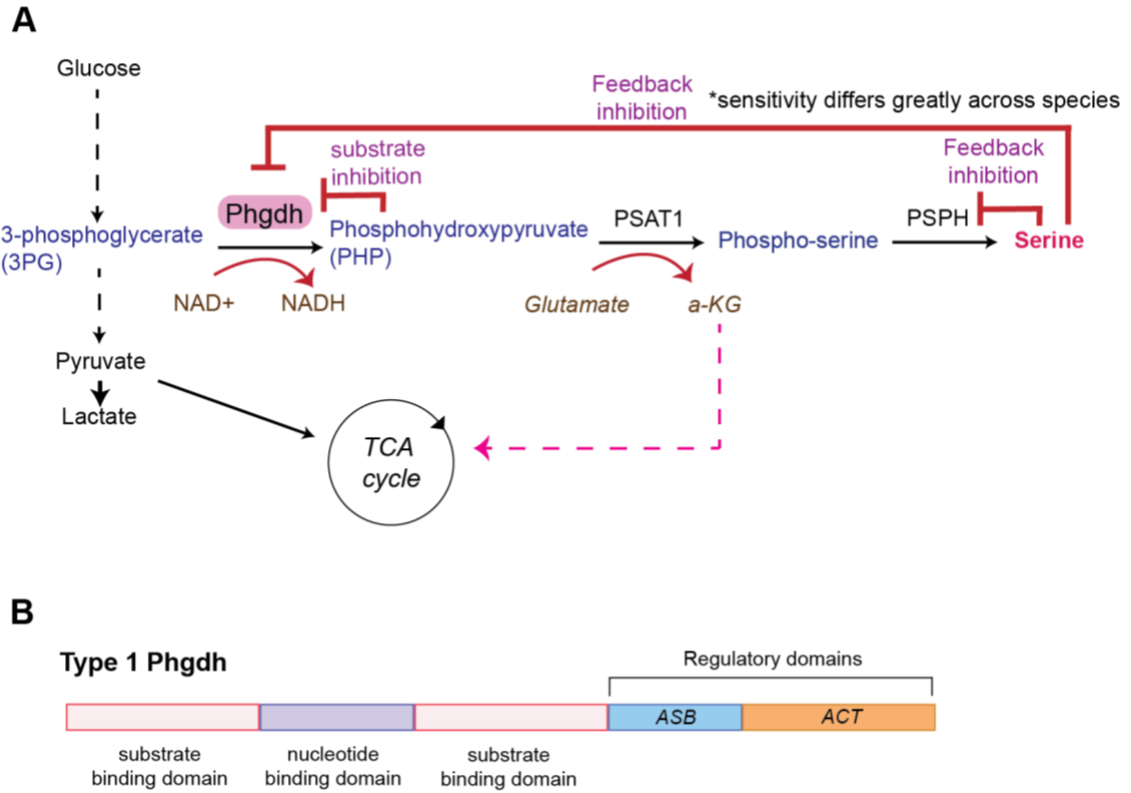 A
Glucose
Feedback
inhibition
*sensitivity differs greatly across species
substrate
inhibition
Feedback
inhibition
Phgdh
PSAT1
PSPH
3-phosphoglycerate
(3PG)
Phosphohydroxypyruvate
(PHP)
Phospho-serine
Serine
NAD+
NADH
Glutamate
a-KG
Pyruvate
Lactate
TCA
cycle
B
Type 1 Phgdh
Regulatory domains
ASB
ACT
substrate
binding domain
nucleotide
binding domain
substrate
binding domain